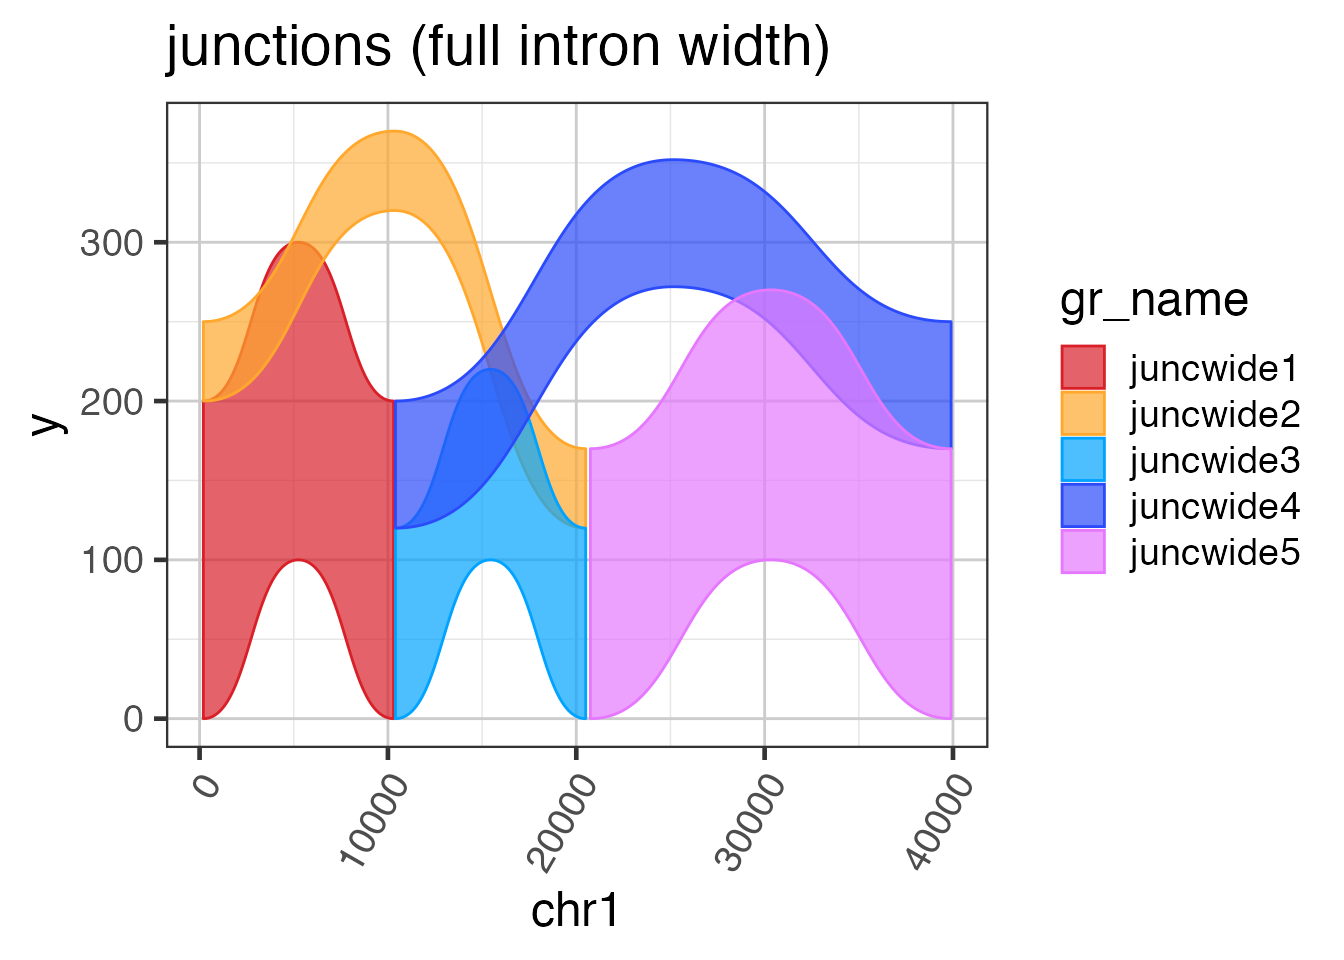 junctions (full intron width)
300
200
100
0
y
0
10000
20000
30000
40000
chr1
gr_name
juncwide1
juncwide2
juncwide3
juncwide4
juncwide5